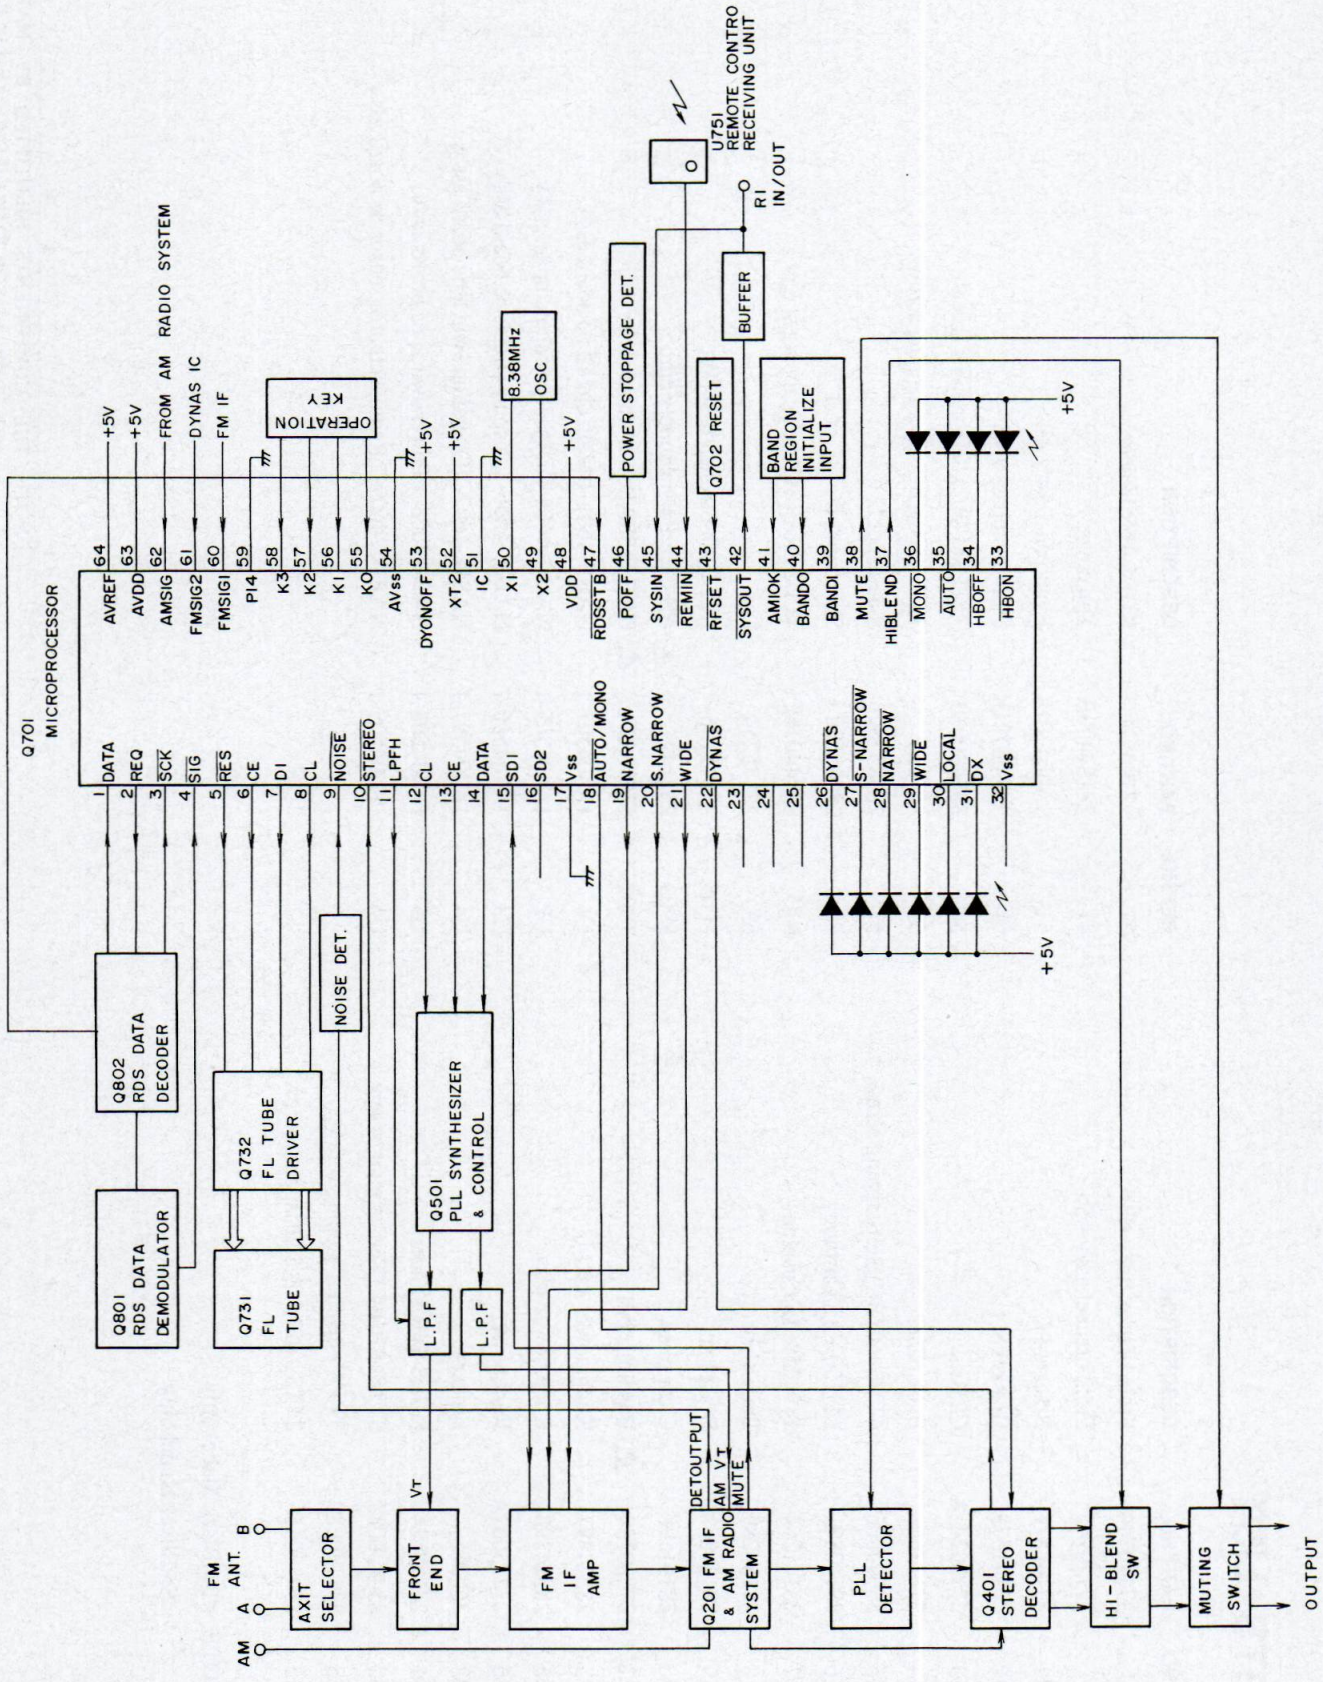 Q701
MICROPROCESSOR
64 AVREF +5V
63 AVDD +5V
62 AMSIG FROM AM RADIO SYSTEM
61 FMSIG2 DYNAS IC
60 FMSIG1 FM IF
59 P14
58 K3
57 K2
56 K1
55 K0
OPERATION
KEY
54 AVss
53 DYONOFF +5V
52 XT2 +5V
51 IC
50 X1
49 X2
8.38MHz
OSC
48 VDD +5V
47 RDSSTB
46 POFF
POWER STOPPAGE DET.
45 SYSIN
44 REMIN
U751
REMOTE CONTRO
RECEIVING UNIT
RI
IN/OUT
43 RFSET
Q702 RESET
42 SYSOUT
BUFFER
41 AMIOK
40 BANDO
39 BANDI
BAND
REGION
INITIALIZE
INPUT
38 MUTE
37 HIBLEND
36 MONO
35 AUTO
34 HBOFF
33 HBON
+5V
1 DATA
2 REQ
3 SCK
4 SIG
5 RES
6 CE
7 DI
8 CL
9 NOISE
10 STEREO
11 LPFH
12 CL
13 CE
14 DATA
15 SD1
16 SD2
17 Vss
18 AUTO/MONO
19 NARROW
20 S.NARROW
21 WIDE
22 DYNAS
23
24
25
26 DYNAS
27 S-NARROW
28 NARROW
29 WIDE
30 LOCAL
31 DX
32 Vss
+5V
Q802
RDS DATA
DECODER
Q801
RDS DATA
DEMODULATOR
Q732
FL TUBE
DRIVER
Q731
FL
TUBE
NOISE DET.
Q501
PLL SYNTHESIZER
& CONTROL
L.P.F
L.P.F
VT
DETOUTPUT
AM VT
MUTE
FM
ANT.
B
A
AM
AXIT
SELECTOR
FRONT
END
FM
IF
AMP
Q201 FM IF
& AM RADIO
SYSTEM
PLL
DETECTOR
Q401
STEREO
DECODER
HI-BLEND
SW
MUTING
SWITCH
OUTPUT